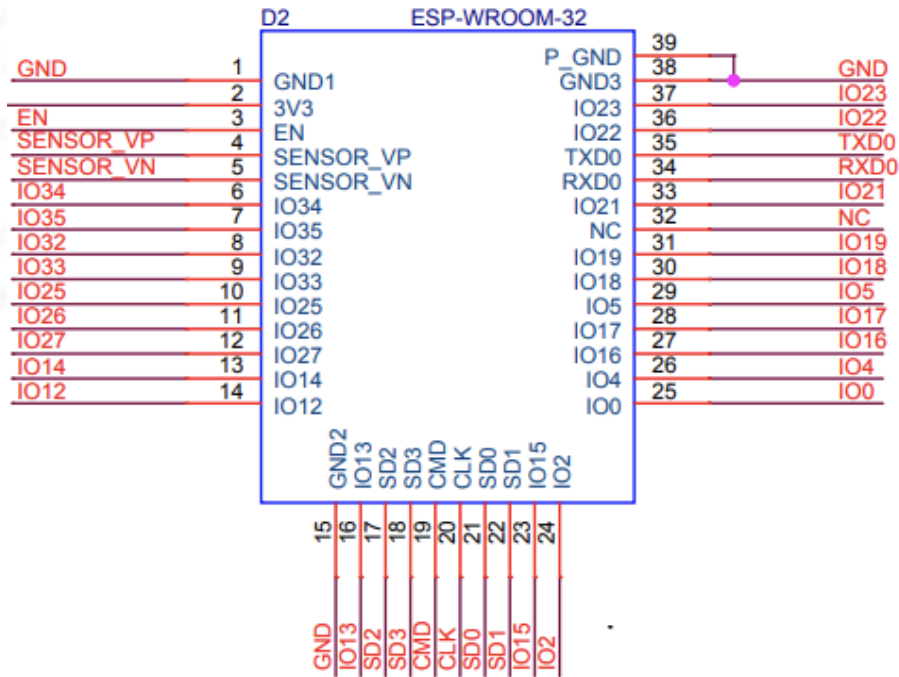 D2 ESP-WROOM-32
GND 1 GND1
2 3V3
EN 3 EN
SENSOR_VP 4 SENSOR_VP
SENSOR_VN 5 SENSOR_VN
IO34 6 IO34
IO35 7 IO35
IO32 8 IO32
IO33 9 IO33
IO25 10 IO25
IO26 11 IO26
IO27 12 IO27
IO14 13 IO14
IO12 14 IO12
P_GND 39
GND3 38 GND
IO23 37 IO23
IO22 36 IO22
TXD0 35 TXD0
RXD0 34 RXD0
IO21 33 IO21
NC 32 NC
IO19 31 IO19
IO18 30 IO18
IO5 29 IO5
IO17 28 IO17
IO16 27 IO16
IO4 26 IO4
IO0 25 IO0
GND2 15 GND
IO13 16 IO13
SD2 17 SD2
SD3 18 SD3
CMD 19 CMD
CLK 20 CLK
SD0 21 SD0
SD1 22 SD1
IO15 23 IO15
IO2 24 IO2